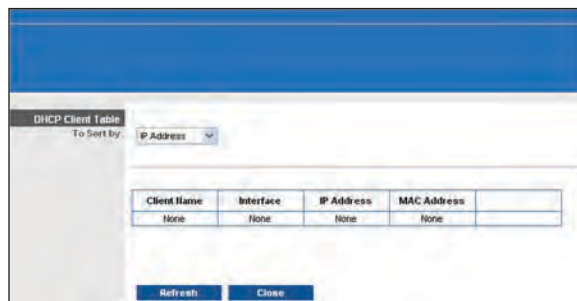 DHCP Client Table
To Sort by
IP Address
Client Name Interface IP Address MAC Address
None None None None
Refresh Close